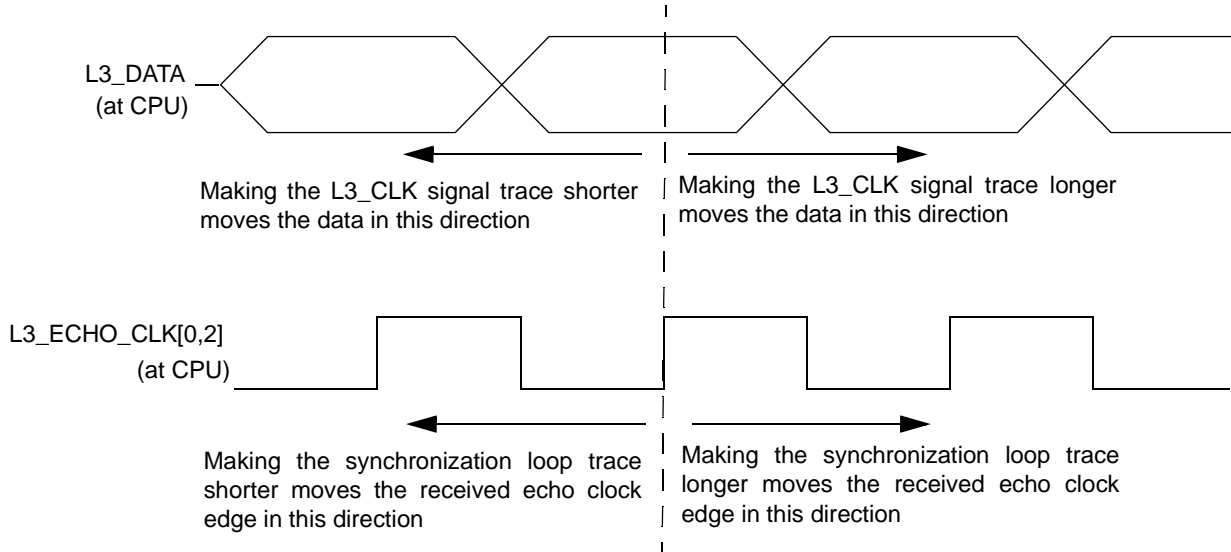 L3_DATA
(at CPU)
Making the L3_CLK signal trace shorter
moves the data in this direction
Making the L3_CLK signal trace longer
moves the data in this direction
L3_ECHO_CLK[0,2]
(at CPU)
Making the synchronization loop trace
shorter moves the received echo clock
edge in this direction
Making the synchronization loop trace
longer moves the received echo clock
edge in this direction